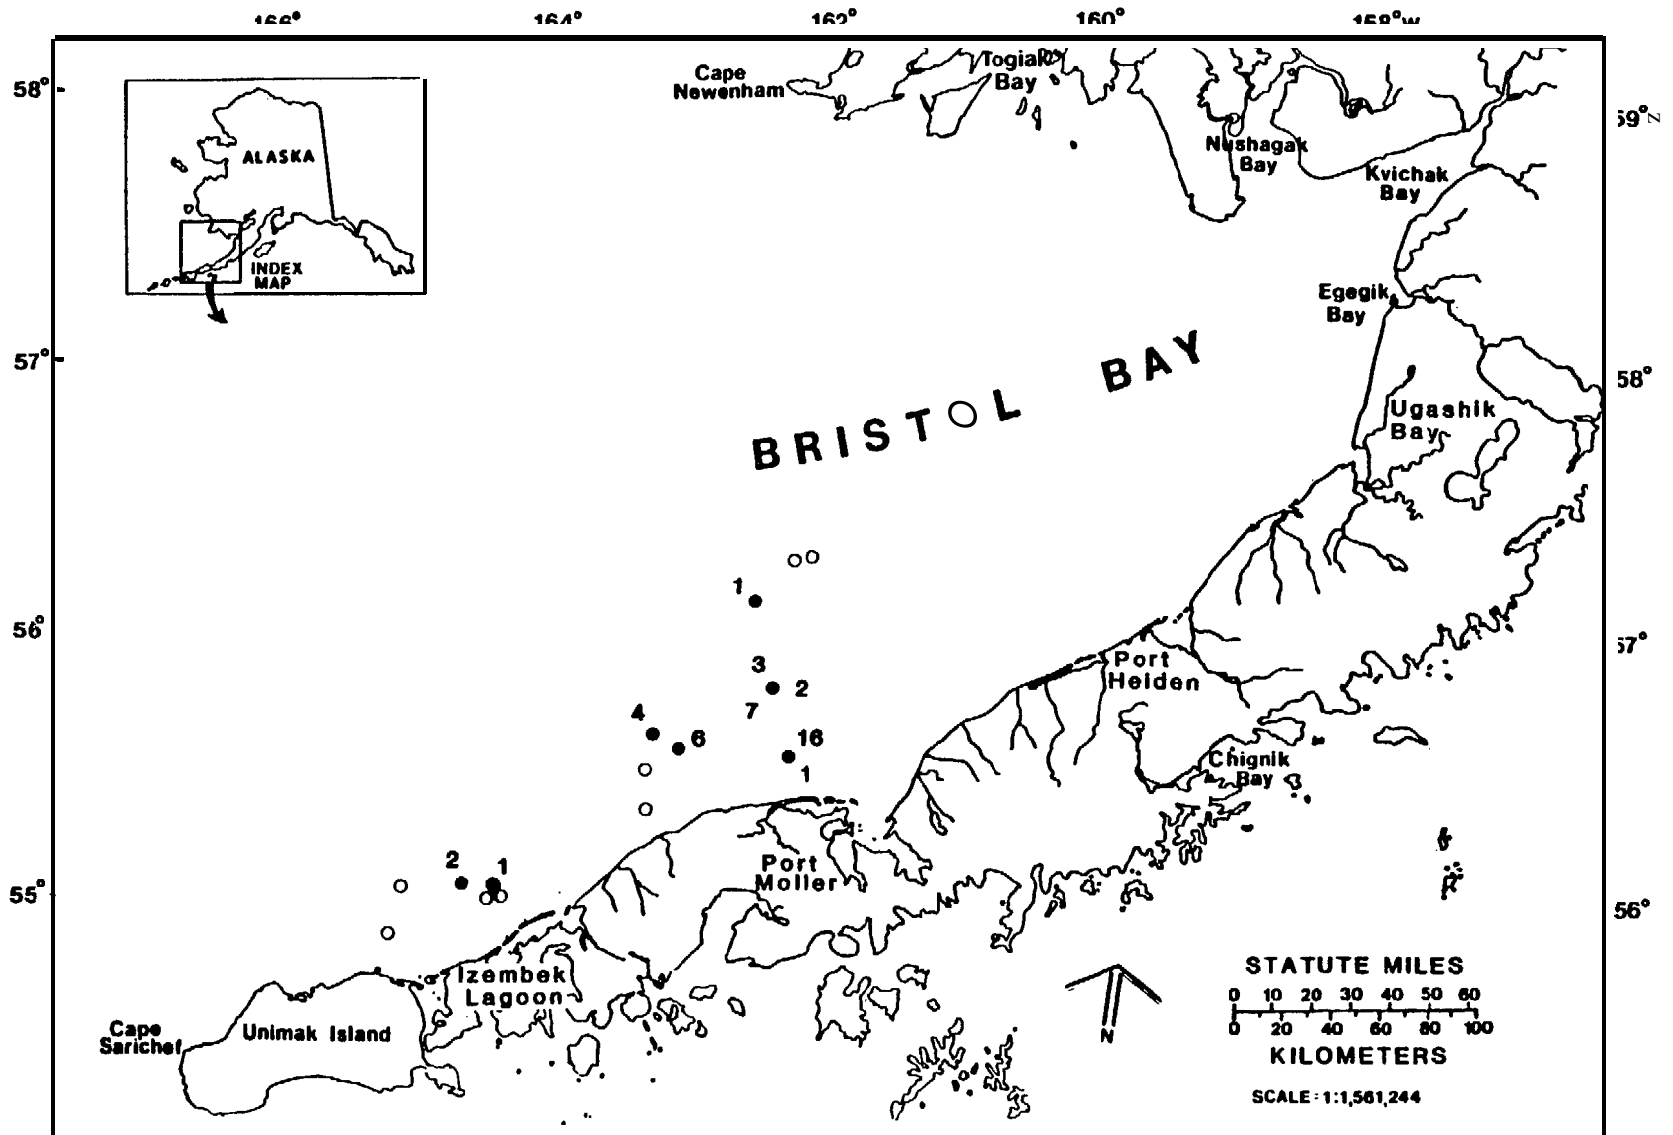 164°
162°
160°
158°W
58°
57°
56°
55°
59°
N
58°
57°
56°
ALASKA
INDEX
MAP
Cape
Newenham
Togiak
Bay
Nushagak
Bay
Kvichak
Bay
Egegik
Bay
Ugashik
Bay
BRISTOL BAY
1
3
2
7
4
6
16
1
2
1
Port
Heiden
Chignik
Bay
Port
Moller
Izembek
Lagoon
Cape
Sarichef
Unimak Island
N
STATUTE MILES
0 10 20 30 40 50 60
0 20 40 60 80 100
KILOMETERS
SCALE : 1:1,561,244